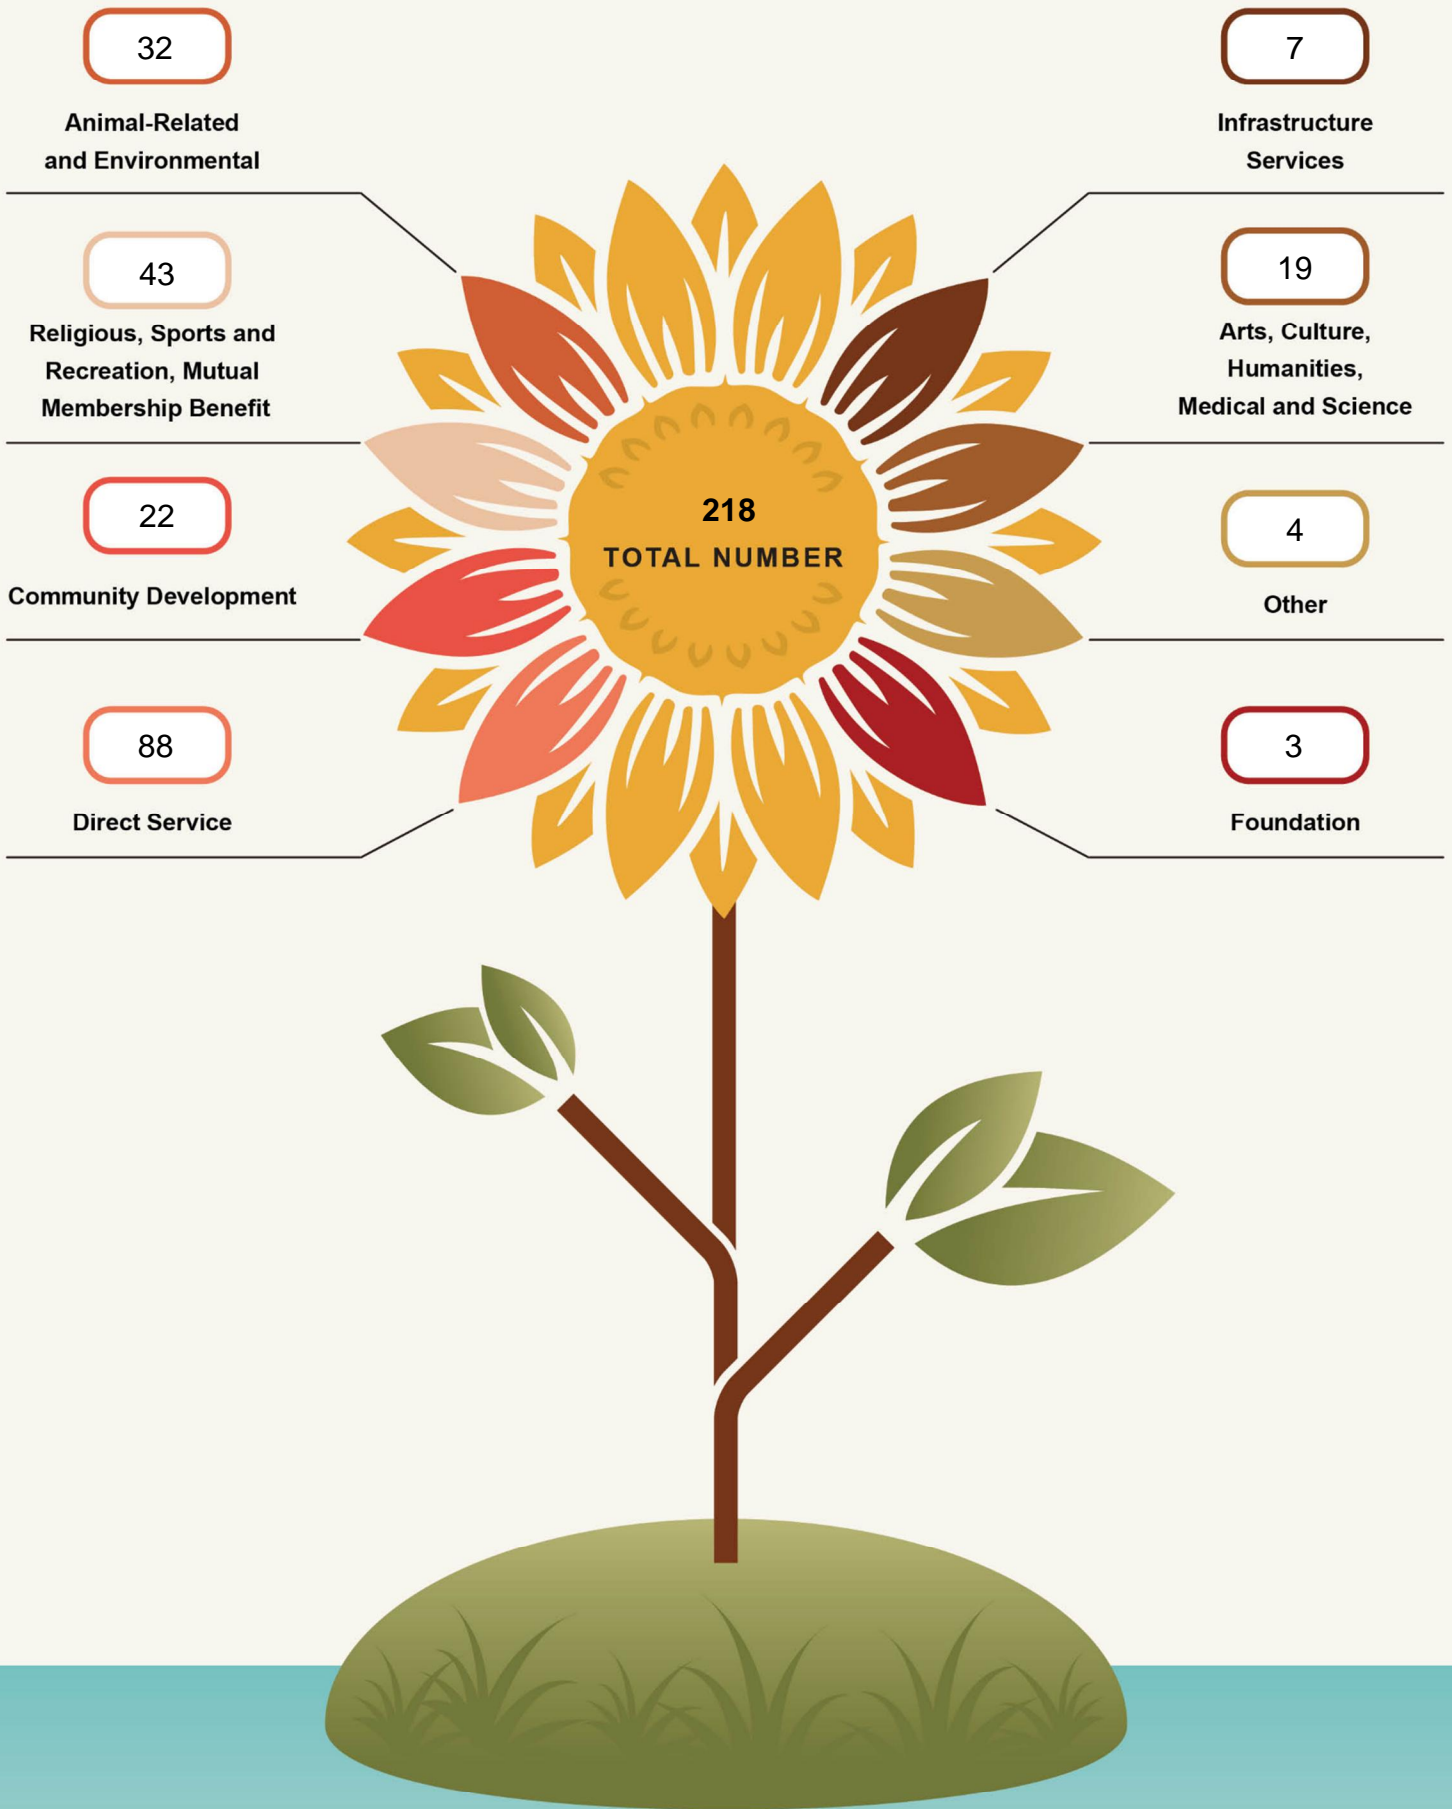 32
Animal-Related
and Environmental
43
Religious, Sports and
Recreation, Mutual
Membership Benefit
22
Community Development
88
Direct Service
218
TOTAL NUMBER
7
Infrastructure
Services
19
Arts, Culture,
Humanities,
Medical and Science
4
Other
3
Foundation